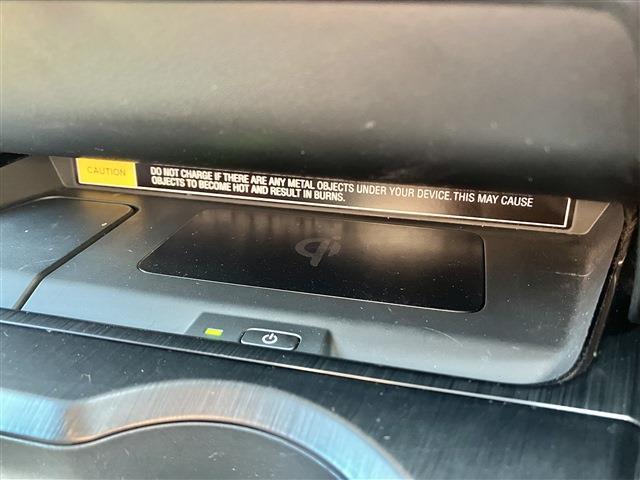 CAUTION
DO NOT CHARGE IF THERE ARE ANY METAL OBJECTS UNDER YOUR DEVICE. THIS MAY CAUSE
OBJECTS TO BECOME HOT AND RESULT IN BURNS.
qi